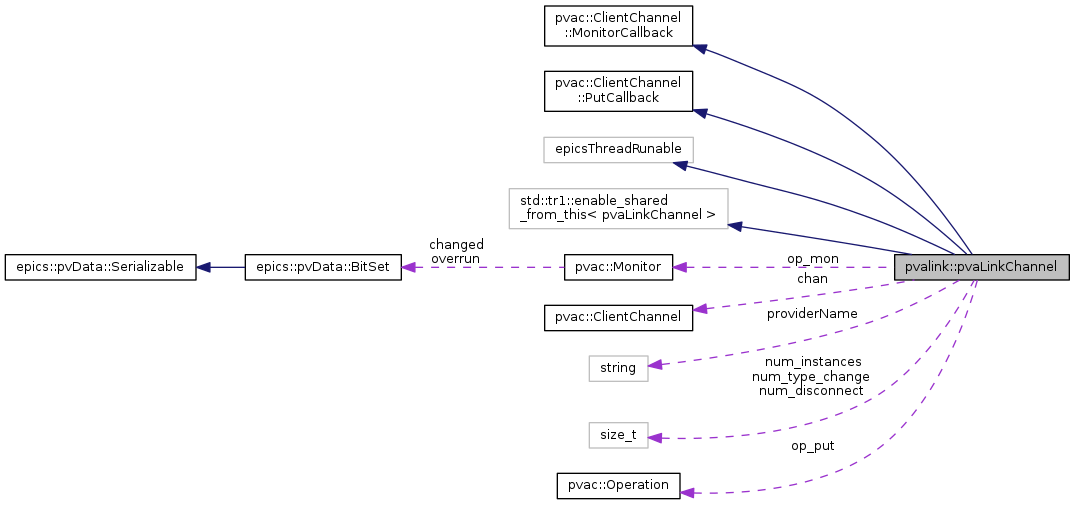 pvac::ClientChannel
::MonitorCallback
pvac::ClientChannel
::PutCallback
epicsThreadRunable
std::tr1::enable_shared
_from_this< pvaLinkChannel >
epics::pvData::Serializable
epics::pvData::BitSet
changed
overrun
pvac::Monitor
op_mon
pvalink::pvaLinkChannel
chan
pvac::ClientChannel
providerName
string
num_instances
num_type_change
num_disconnect
size_t
op_put
pvac::Operation